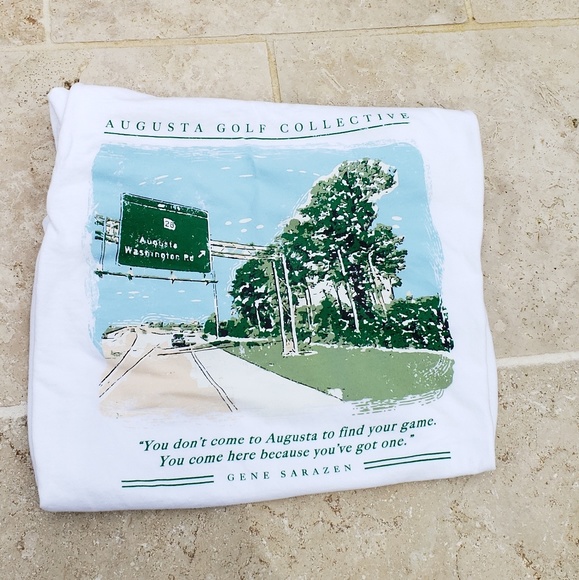 AUGUSTA GOLF COLLECTIVE
28
Augusta
Washington Rd
"You don't come to Augusta to find your game.
You come here because you've got one."
GENE SARAZEN